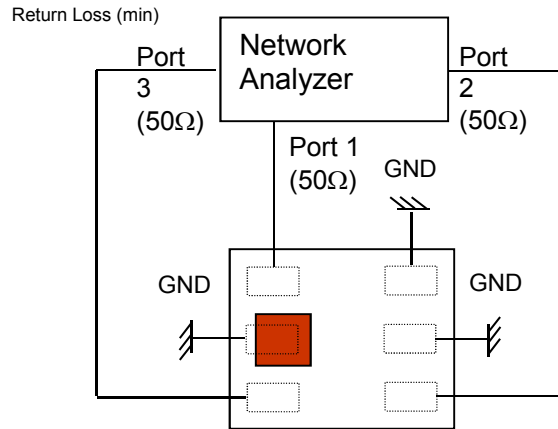 Return Loss (min)
Network
Analyzer
Port
3
(50Ω)
Port
2
(50Ω)
Port 1
(50Ω)
GND
GND
GND